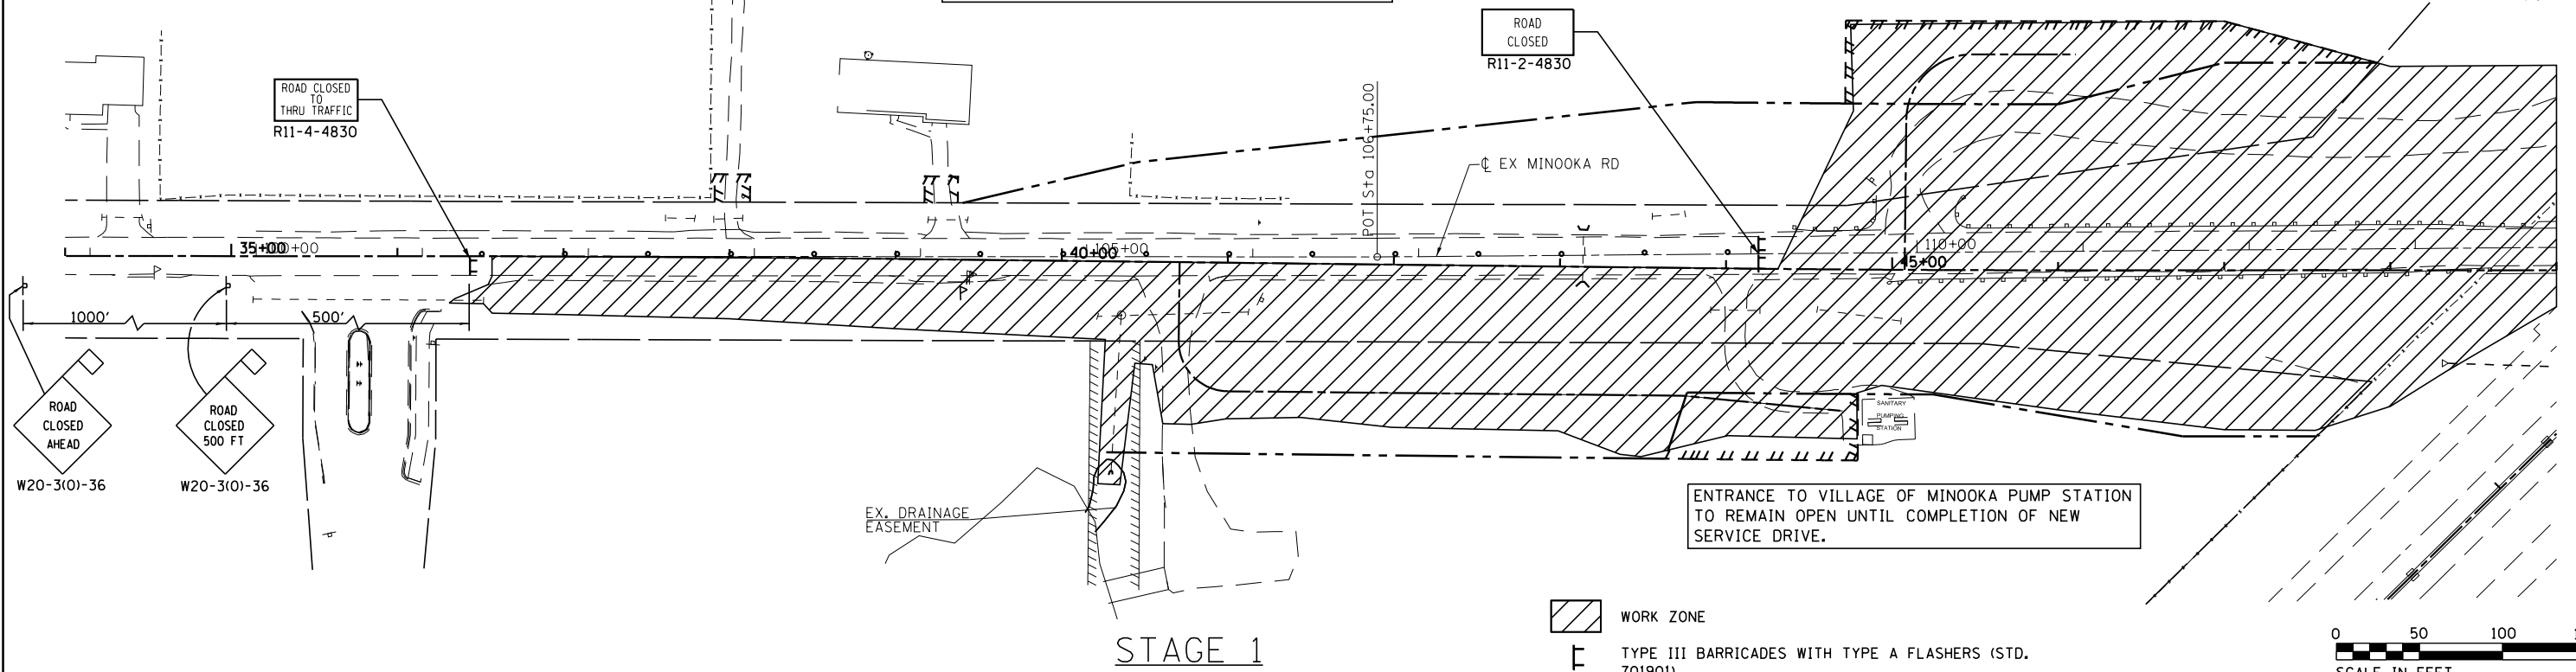 ROAD
CLOSED
R11-2-4830
ROAD CLOSED
TO
THRU TRAFFIC
R11-4-4830
POT Sta 106+75.00
℄ EX MINOOKA RD
35+00
+00
40+00
105+00
110+00
45+00
1000'
500'
ROAD
CLOSED
AHEAD
W20-3(O)-36
ROAD
CLOSED
500 FT
W20-3(O)-36
SANITARY
PUMPING
STATION
EX. DRAINAGE
EASEMENT
ENTRANCE TO VILLAGE OF MINOOKA PUMP STATION
TO REMAIN OPEN UNTIL COMPLETION OF NEW
SERVICE DRIVE.
STAGE 1
WORK ZONE
TYPE III BARRICADES WITH TYPE A FLASHERS (STD.
701901)
0 50 100
SCALE IN FEET